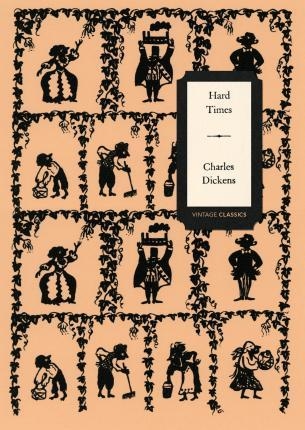 Hard
Times
Charles
Dickens
VINTAGE CLASSICS